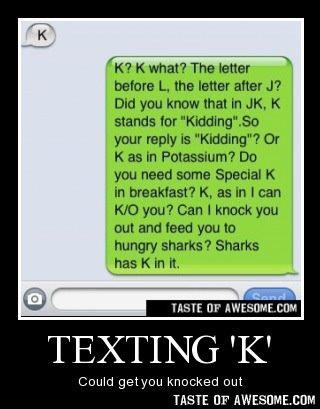 K
K? K what? The letter
before L, the letter after J?
Did you know that in JK, K
stands for "Kidding".So
your reply is "Kidding"? Or
K as in Potassium? Do
you need some Special K
in breakfast? K, as in I can
K/O you? Can I knock you
out and feed you to
hungry sharks? Sharks
has K in it.
Send
TASTE OF AWESOME.COM
TEXTING 'K'
Could get you knocked out
TASTE OF AWESOME.COM